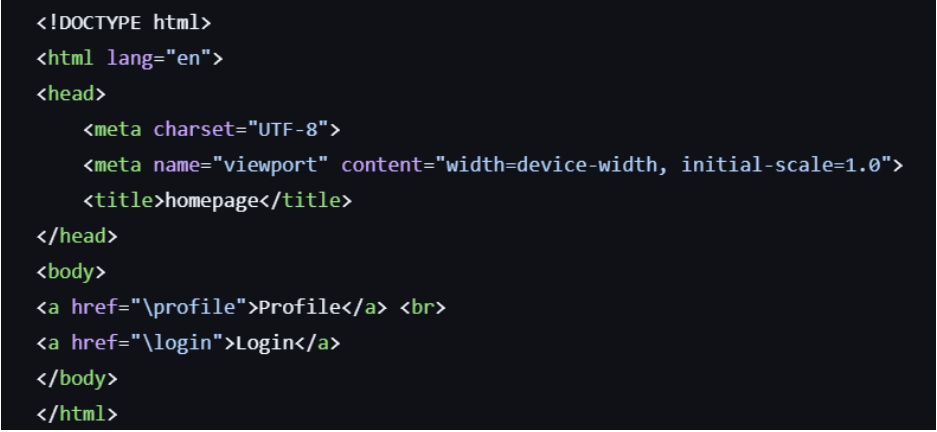 <!DOCTYPE html>
<html lang="en">
<head>
    <meta charset="UTF-8">
    <meta name="viewport" content="width=device-width, initial-scale=1.0">
    <title>homepage</title>
</head>
<body>
<a href="\profile">Profile</a> <br>
<a href="\login">Login</a>
</body>
</html>